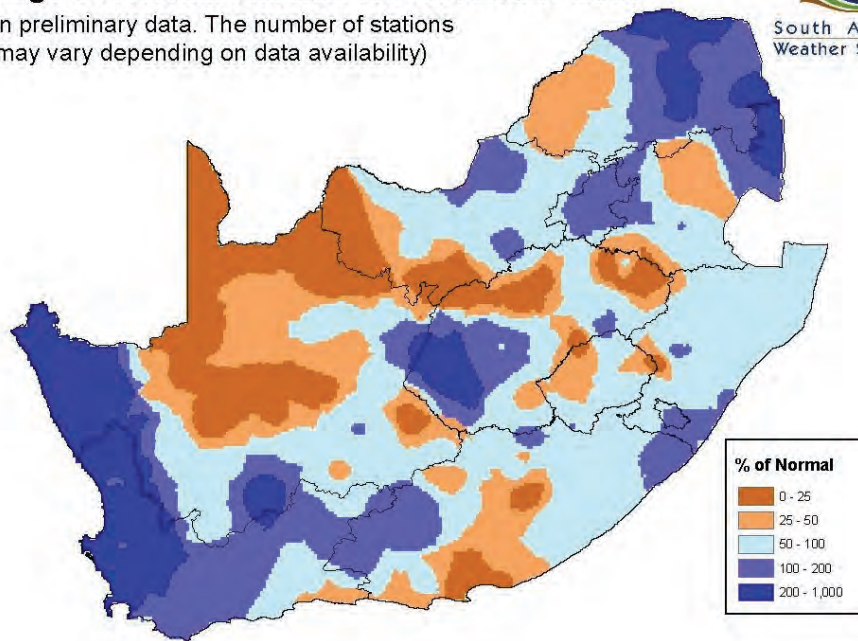 n preliminary data. The number of stations
may vary depending on data availability)
South A
Weather S
% of Normal
0 - 25
25 - 50
50 - 100
100 - 200
200 - 1,000